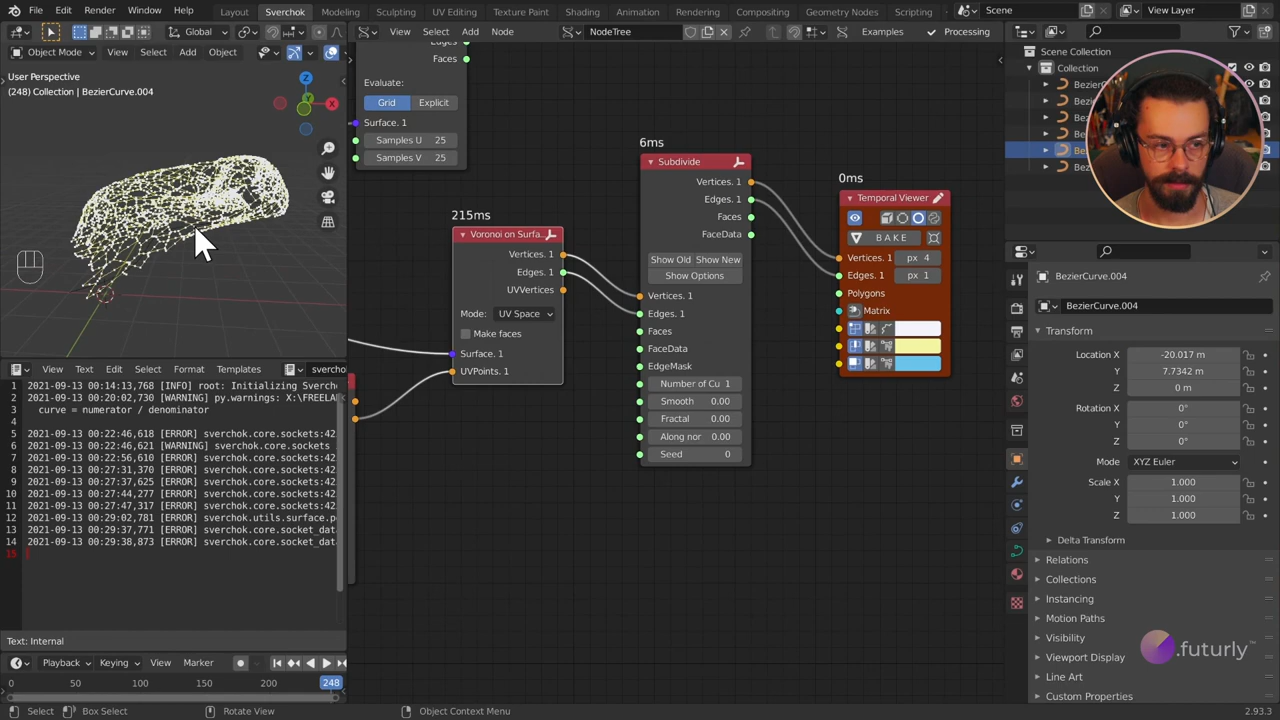 File Edit Render Window Help Layout Sverchok Modeling Sculpting UV Editing Texture Paint Shading Animation Rendering Compositing Geometry Nodes Scripting Scene View Layer
Global
View Select Add Node NodeTree Examples Processing
Object Mode View Select Add Object
User Perspective
(248) Collection | BezierCurve.004
Z
X
Y
Edges
Faces
Evaluate:
Grid Explicit
Surface. 1
Samples U 25
Samples V 25
215ms
Voronoi on Surfa...
Vertices. 1
Edges. 1
UVVertices
Mode: UV Space
Make faces
Surface. 1
UVPoints. 1
6ms
Subdivide
Vertices. 1
Edges. 1
Faces
FaceData
Show Old Show New
Show Options
Vertices. 1
Edges. 1
Faces
FaceData
EdgeMask
Number of Cu 1
Smooth 0.00
Fractal 0.00
Along nor 0.00
Seed 0
0ms
Temporal Viewer
B A K E
Vertices. 1 px 4
Edges. 1 px 1
Polygons
Matrix
Scene Collection
Collection
BezierCurve.004
BezierCurve.004
Transform
Location X -20.017 m
Y 7.7342 m
Z 0 m
Rotation X 0°
Y 0°
Z 0°
Mode XYZ Euler
Scale X 1.000
Y 1.000
Z 1.000
Delta Transform
Relations
Collections
Instancing
Motion Paths
Visibility
Viewport Display
Line Art
Custom Properties
.futurly
View Text Edit Select Format Templates sverchok
1 2021-09-13 00:14:13,768 [INFO] root: Initializing Sverch
2 2021-09-13 00:20:02,730 [WARNING] py.warnings: X:\FREELAN
3 curve = numerator / denominator
4
5 2021-09-13 00:22:46,618 [ERROR] sverchok.core.sockets:42
6 2021-09-13 00:22:46,621 [WARNING] sverchok.core.sockets
7 2021-09-13 00:22:56,610 [ERROR] sverchok.core.sockets:42
8 2021-09-13 00:27:31,370 [ERROR] sverchok.core.sockets:42
9 2021-09-13 00:27:37,625 [ERROR] sverchok.core.sockets:42
10 2021-09-13 00:27:44,277 [ERROR] sverchok.core.sockets:42
11 2021-09-13 00:27:47,317 [ERROR] sverchok.core.sockets:42
12 2021-09-13 00:29:02,781 [ERROR] sverchok.utils.surface.p
13 2021-09-13 00:29:37,771 [ERROR] sverchok.core.socket_dat
14 2021-09-13 00:29:38,873 [ERROR] sverchok.core.socket_dat
15
Text: Internal
Playback Keying View Marker
0 50 100 150 200 248
Select Box Select Rotate View Object Context Menu 2.93.3